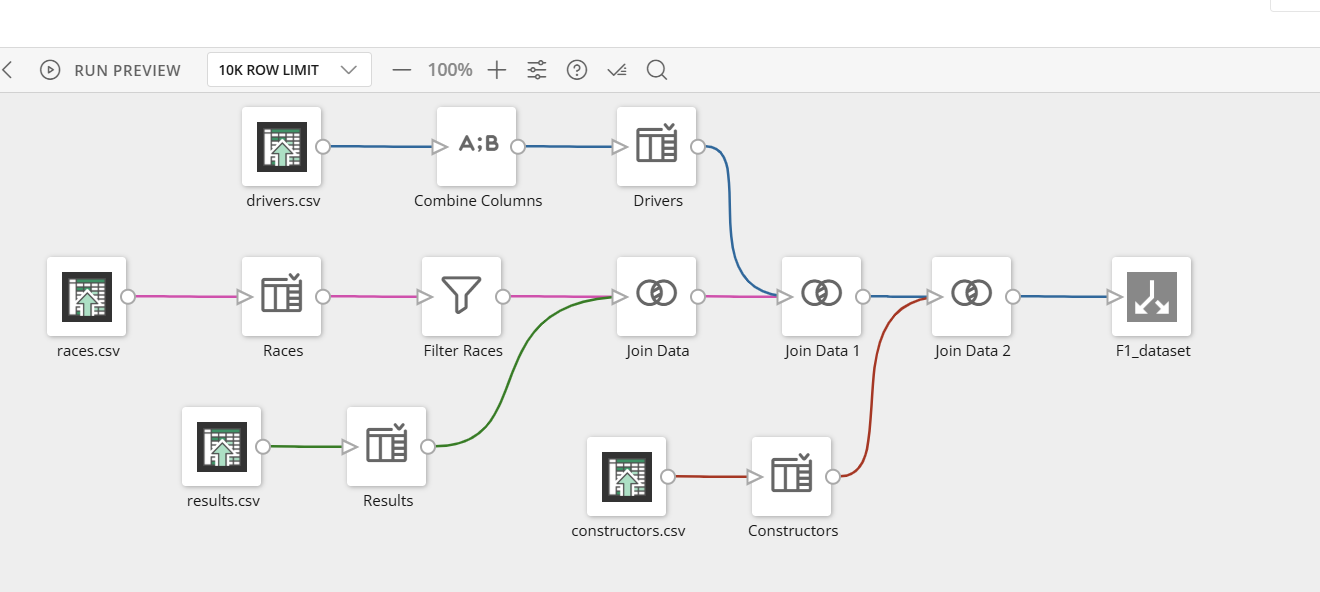 RUN PREVIEW
10K ROW LIMIT
100%
A;B
drivers.csv
Combine Columns
Drivers
races.csv
Races
Filter Races
Join Data
Join Data 1
Join Data 2
F1_dataset
results.csv
Results
constructors.csv
Constructors